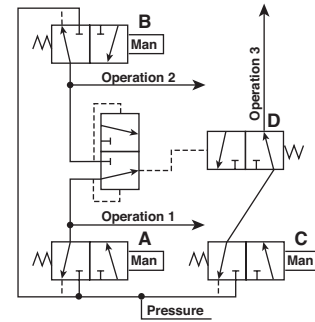 B
Man
Operation 2
Operation 3
D
Operation 1
A
Man
C
Man
Pressure